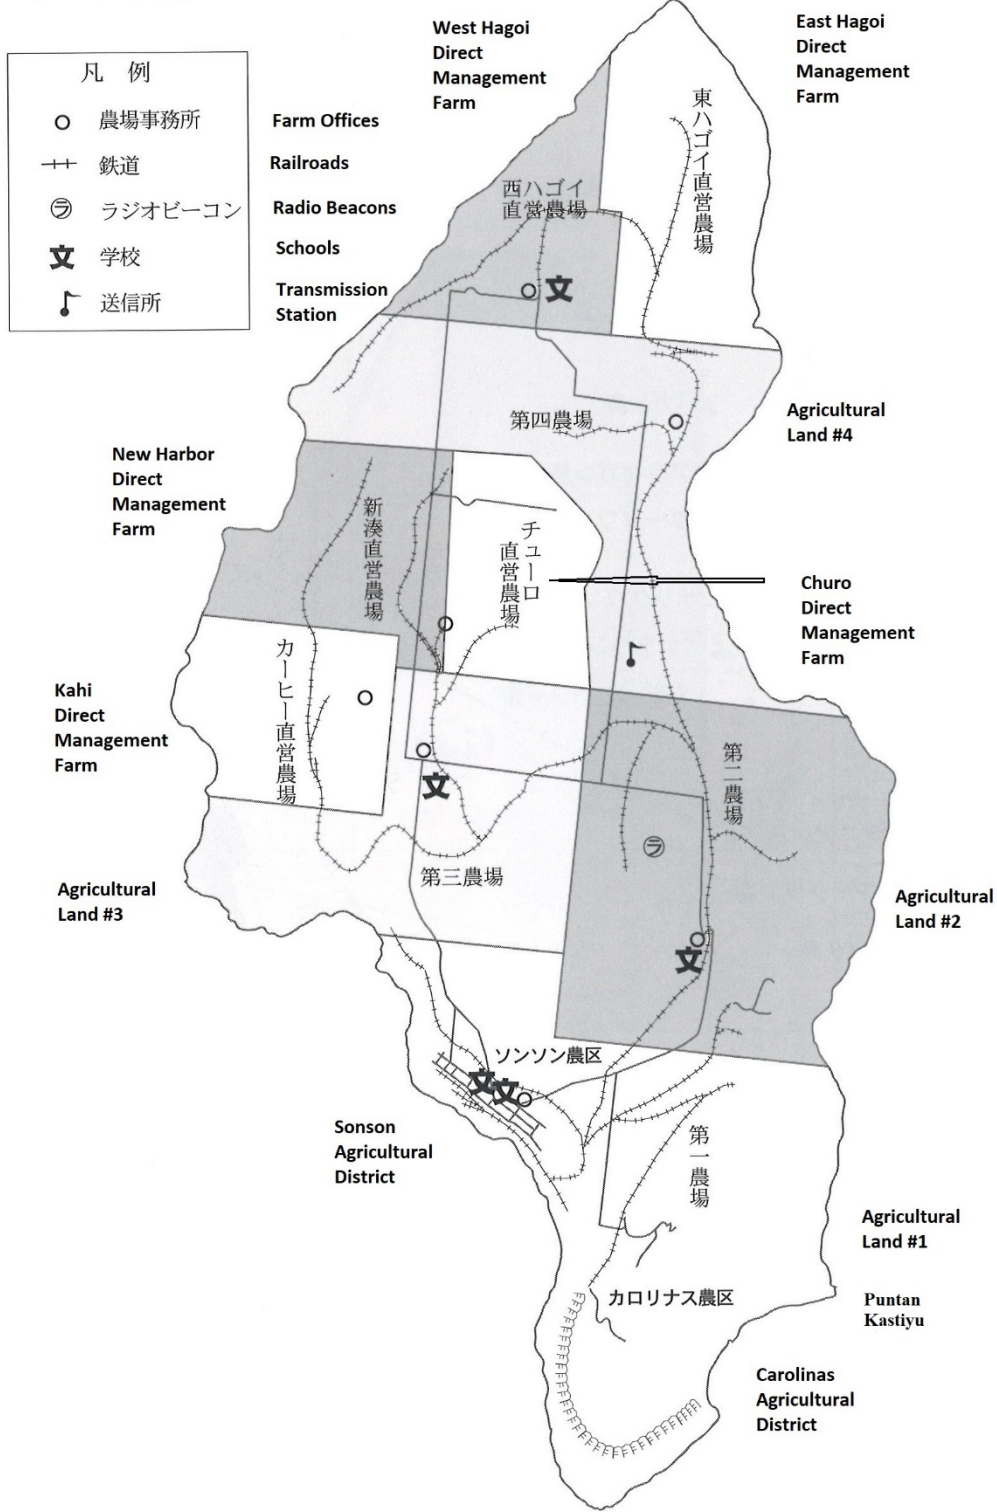 凡 例
農場事務所
鉄道
ラ
ラジオビーコン
文
学校
送信所
Farm Offices
Railroads
Radio Beacons
Schools
Transmission
Station
West Hagoi
Direct
Management
Farm
East Hagoi
Direct
Management
Farm
東ハゴイ直営農場
西ハゴイ
直営農場
文
第四農場
Agricultural
Land #4
New Harbor
Direct
Management
Farm
新湊直営農場
チューロ
直営農場
Churo
Direct
Management
Farm
Kahi
Direct
Management
Farm
カーヒー直営農場
文
第二農場
ラ
第三農場
Agricultural
Land #3
Agricultural
Land #2
文
ソンソン農区
文
文
Sonson
Agricultural
District
第一農場
Agricultural
Land #1
カロリナス農区
Puntan
Kastiyu
Carolinas
Agricultural
District